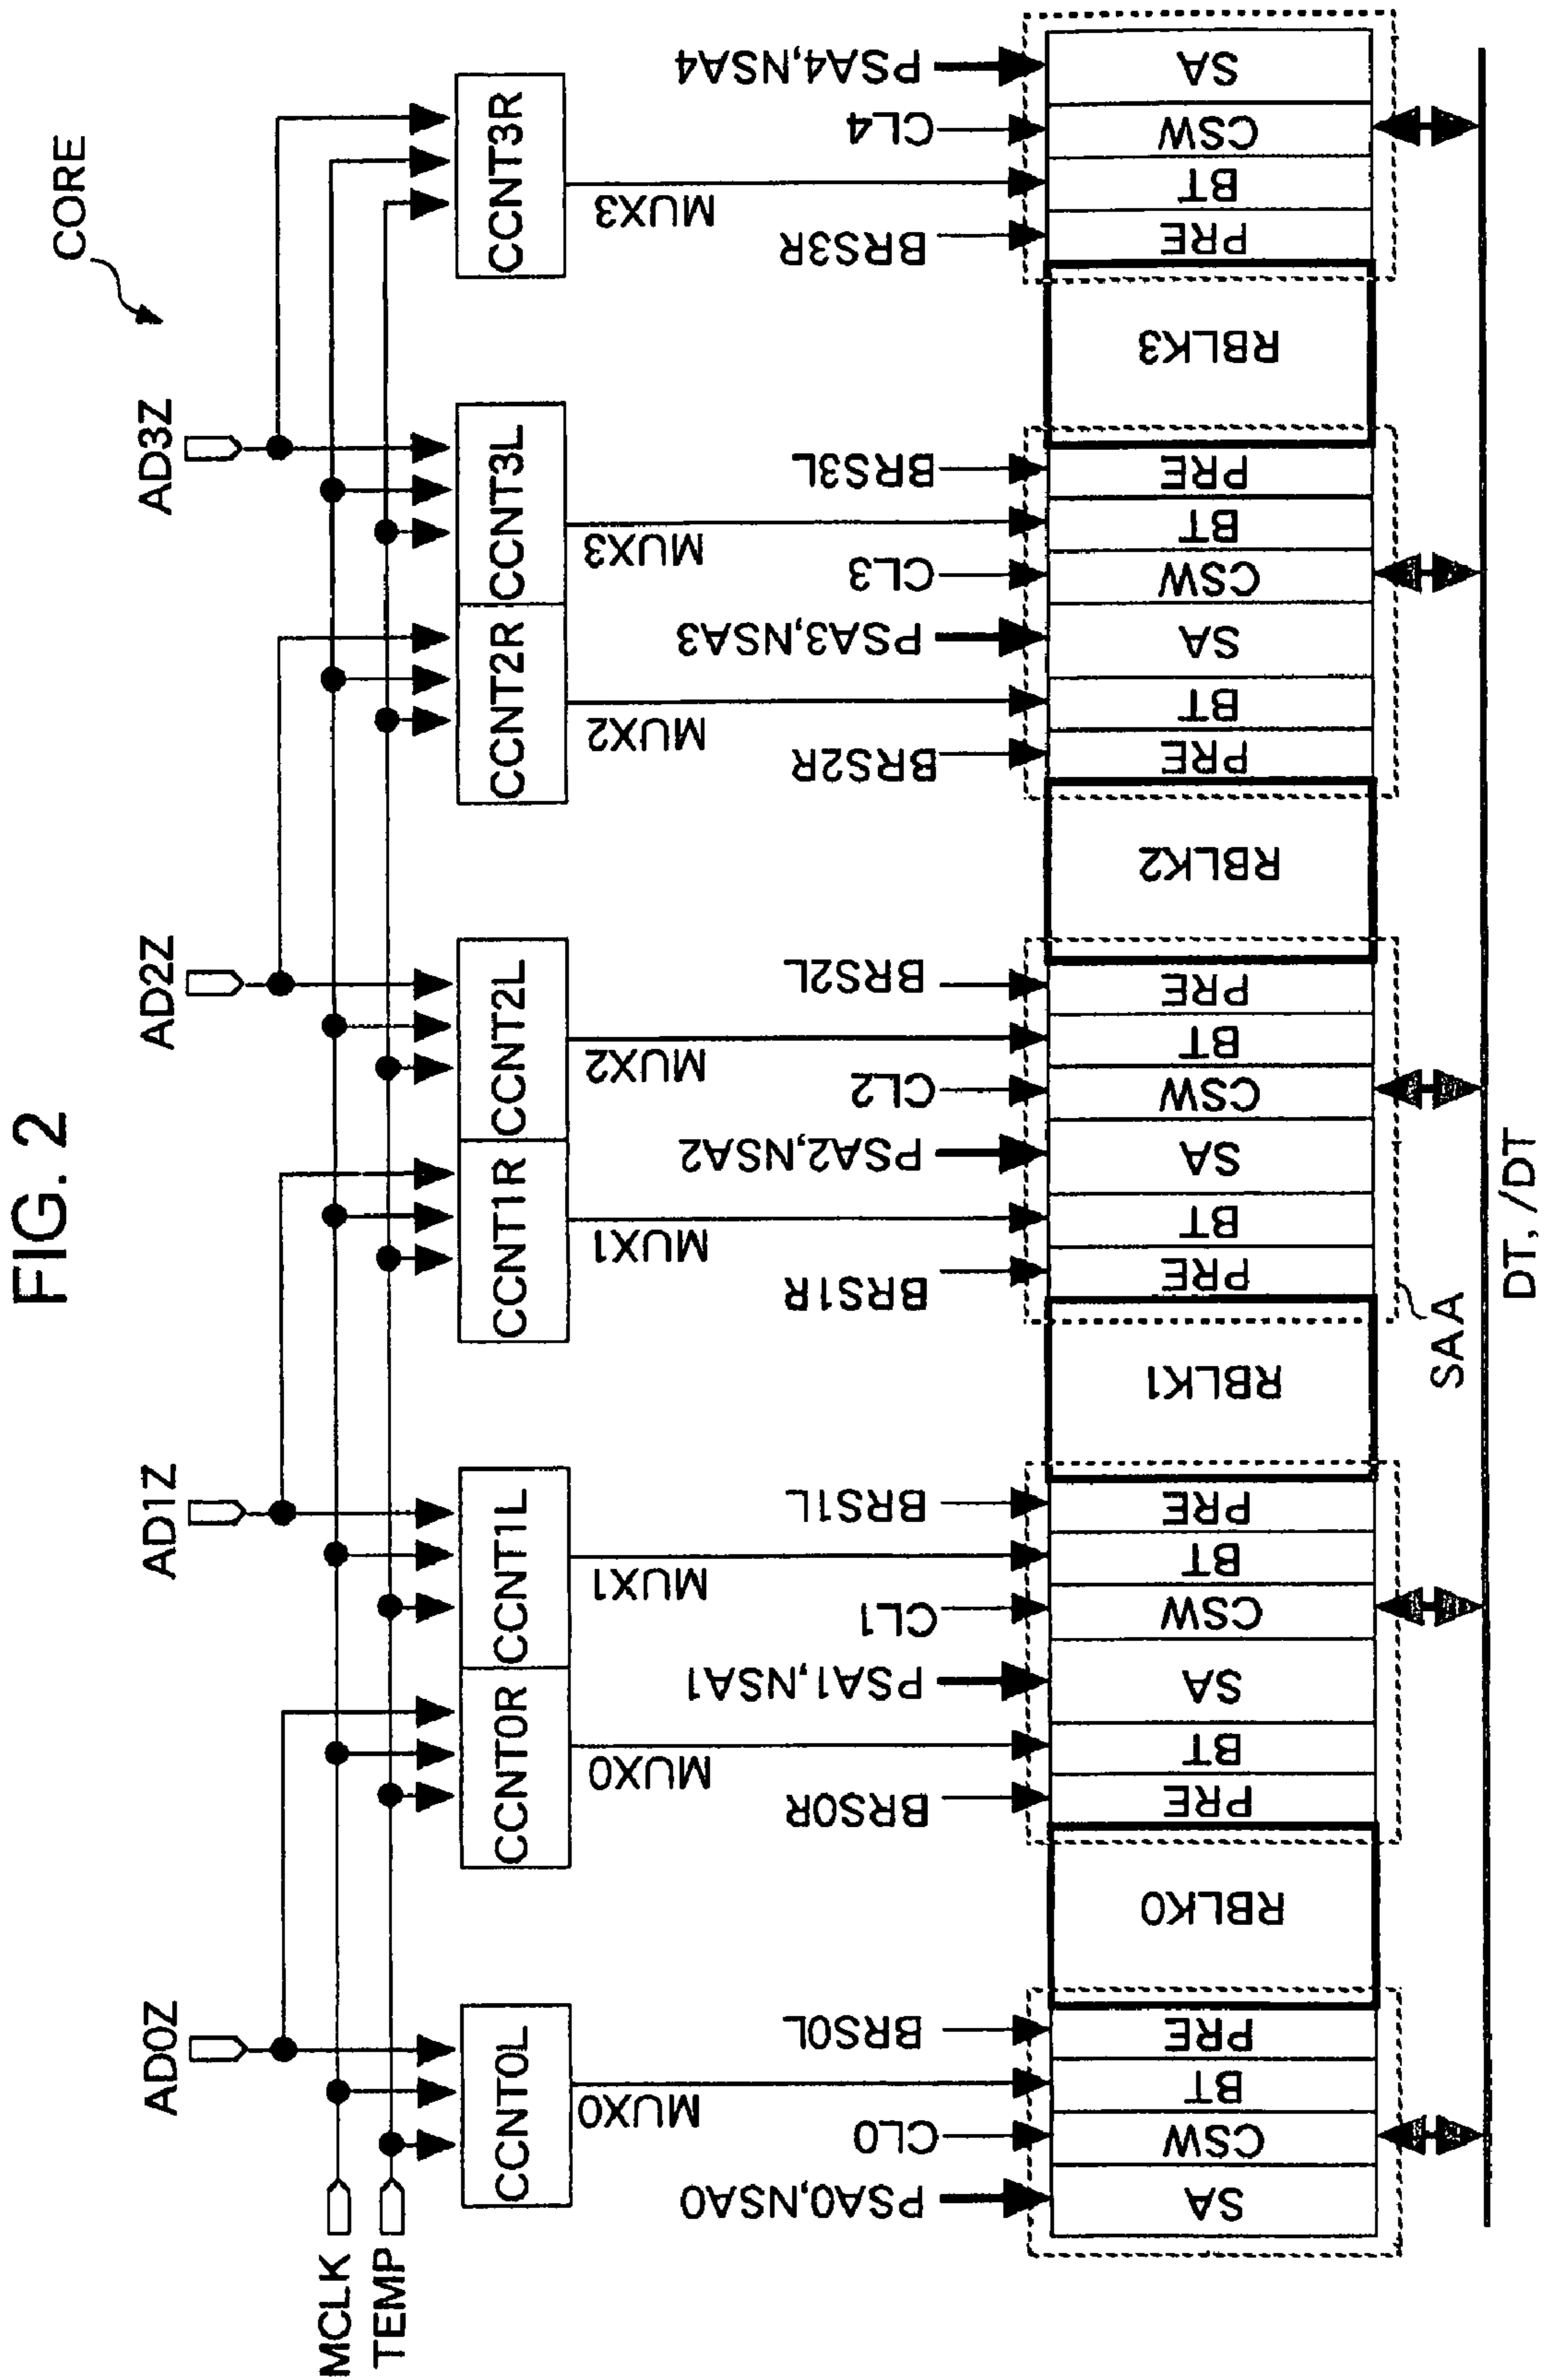 FIG. 2
CORE
AD0Z
AD1Z
AD2Z
AD3Z
MCLK
TEMP
CCNT0L
CCNT0R
CCNT1L
CCNT1R
CCNT2L
CCNT2R
CCNT3L
CCNT3R
MUX0
MUX0
MUX1
MUX1
MUX2
MUX2
MUX3
MUX3
PSA0,NSA0
CL0
BRS0L
BRS0R
PSA1,NSA1
CL1
BRS1L
BRS1R
PSA2,NSA2
CL2
BRS2L
BRS2R
PSA3,NSA3
CL3
BRS3L
BRS3R
CL4
PSA4,NSA4
SA
CSW
BT
PRE
RBLK0
PRE
BT
SA
CSW
BT
PRE
RBLK1
PRE
BT
SA
CSW
BT
PRE
RBLK2
PRE
BT
SA
CSW
BT
PRE
RBLK3
PRE
BT
CSW
SA
SAA
DT, /DT